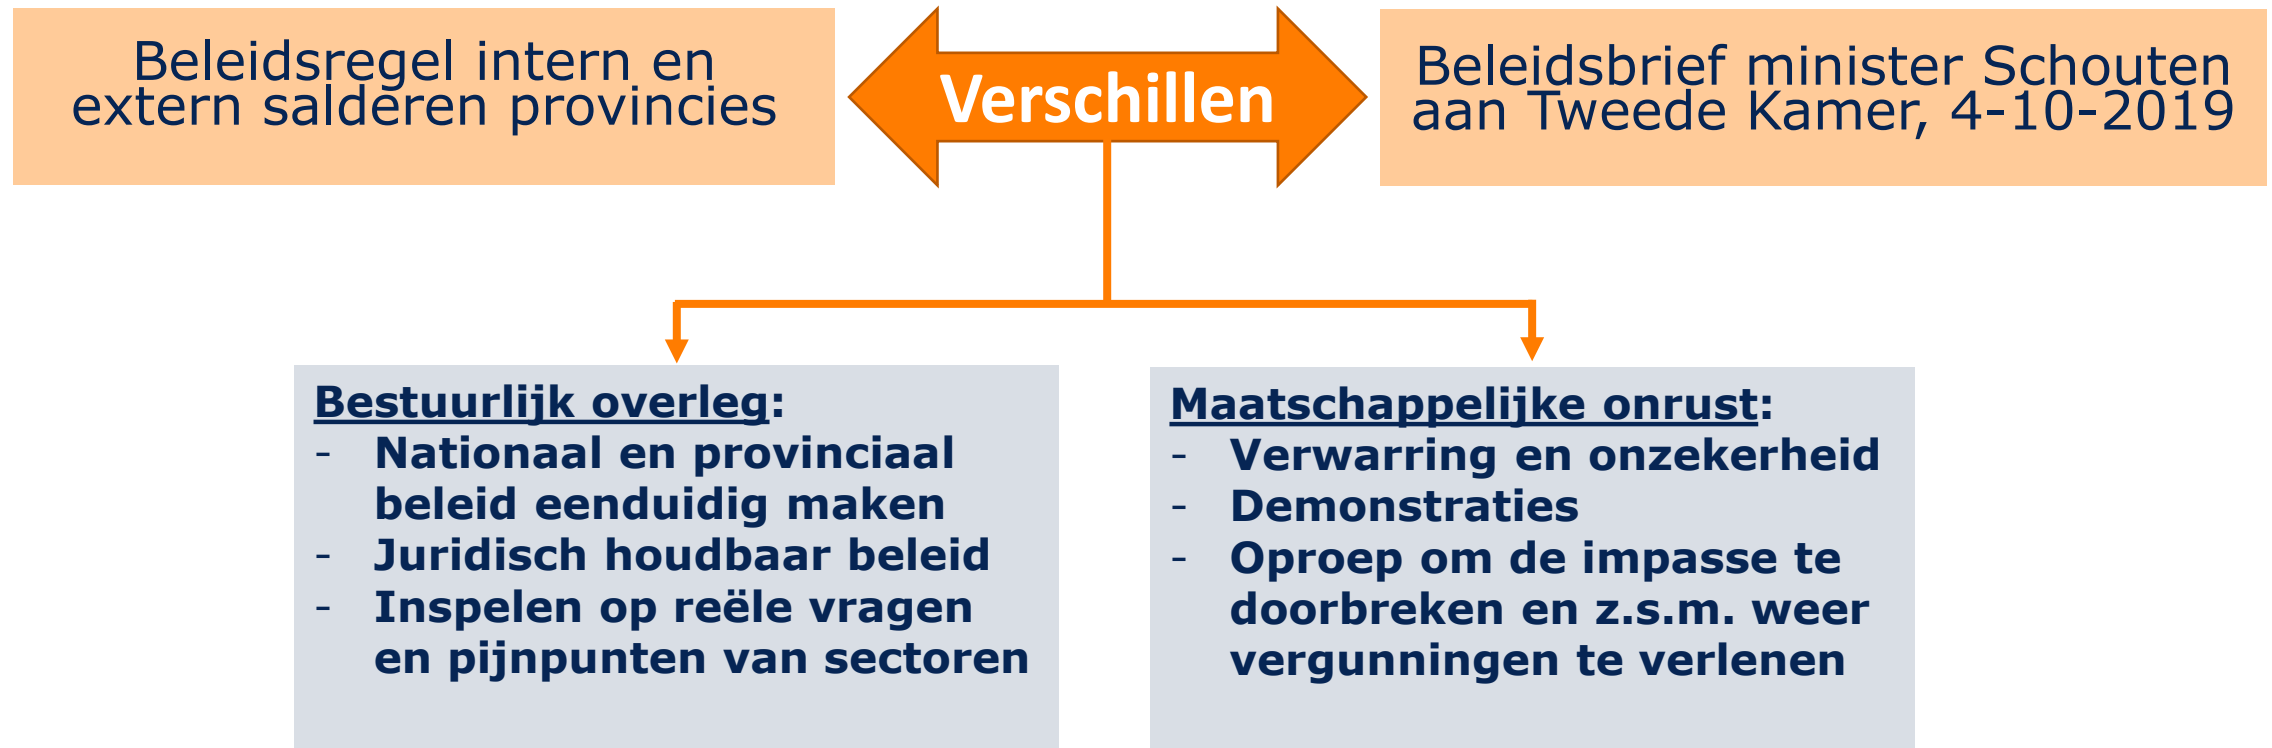 Beleidsregel intern en
extern salderen provincies
Verschillen
Beleidsbrief minister Schouten
aan Tweede Kamer, 4-10-2019
Bestuurlijk overleg:
- Nationaal en provinciaal
beleid eenduidig maken
- Juridisch houdbaar beleid
- Inspelen op reële vragen
en pijnpunten van sectoren
Maatschappelijke onrust:
- Verwarring en onzekerheid
- Demonstraties
- Oproep om de impasse te
doorbreken en z.s.m. weer
vergunningen te verlenen